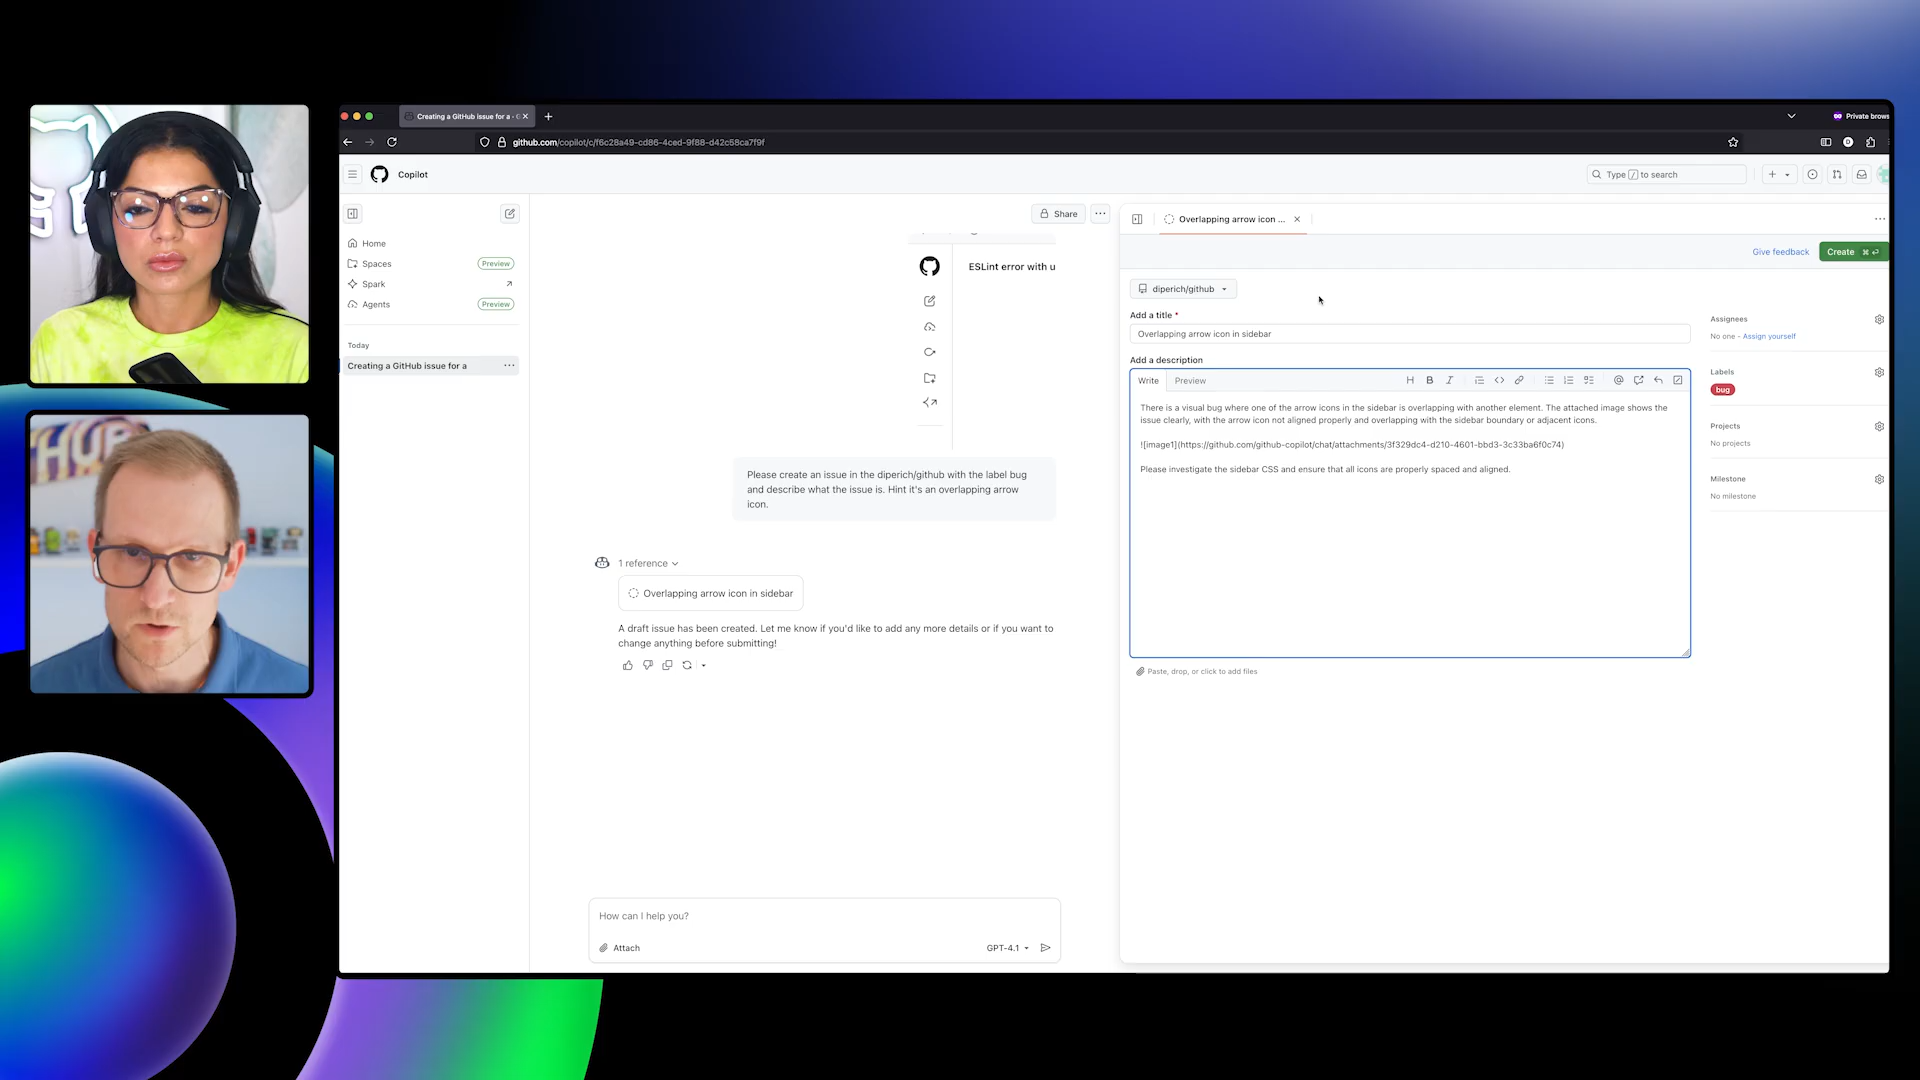 Creating a GitHub issue for a - G
Private brows
github.com/copilot/c/f6c28a49-cd86-4ced-9f88-d42c58ca7f9f
Copilot
Type / to search
Home
Spaces Preview
Spark
Agents Preview
Today
Creating a GitHub issue for a
Share
ESLint error with u
Please create an issue in the diperich/github with the label bug
and describe what the issue is. Hint it's an overlapping arrow
icon.
1 reference
Overlapping arrow icon in sidebar
A draft issue has been created. Let me know if you'd like to add any more details or if you want to
change anything before submitting!
How can I help you?
Attach
GPT-4.1
Overlapping arrow icon ...
Give feedback
Create
diperich/github
Add a title *
Overlapping arrow icon in sidebar
Add a description
Write Preview
There is a visual bug where one of the arrow icons in the sidebar is overlapping with another element. The attached image shows the
issue clearly, with the arrow icon not aligned properly and overlapping with the sidebar boundary or adjacent icons.
![image1](https://github.com/github-copilot/chat/attachments/3f329dc4-d210-4601-bbd3-3c33ba6f0c74)
Please investigate the sidebar CSS and ensure that all icons are properly spaced and aligned.
Paste, drop, or click to add files
Assignees
No one - Assign yourself
Labels
bug
Projects
No projects
Milestone
No milestone